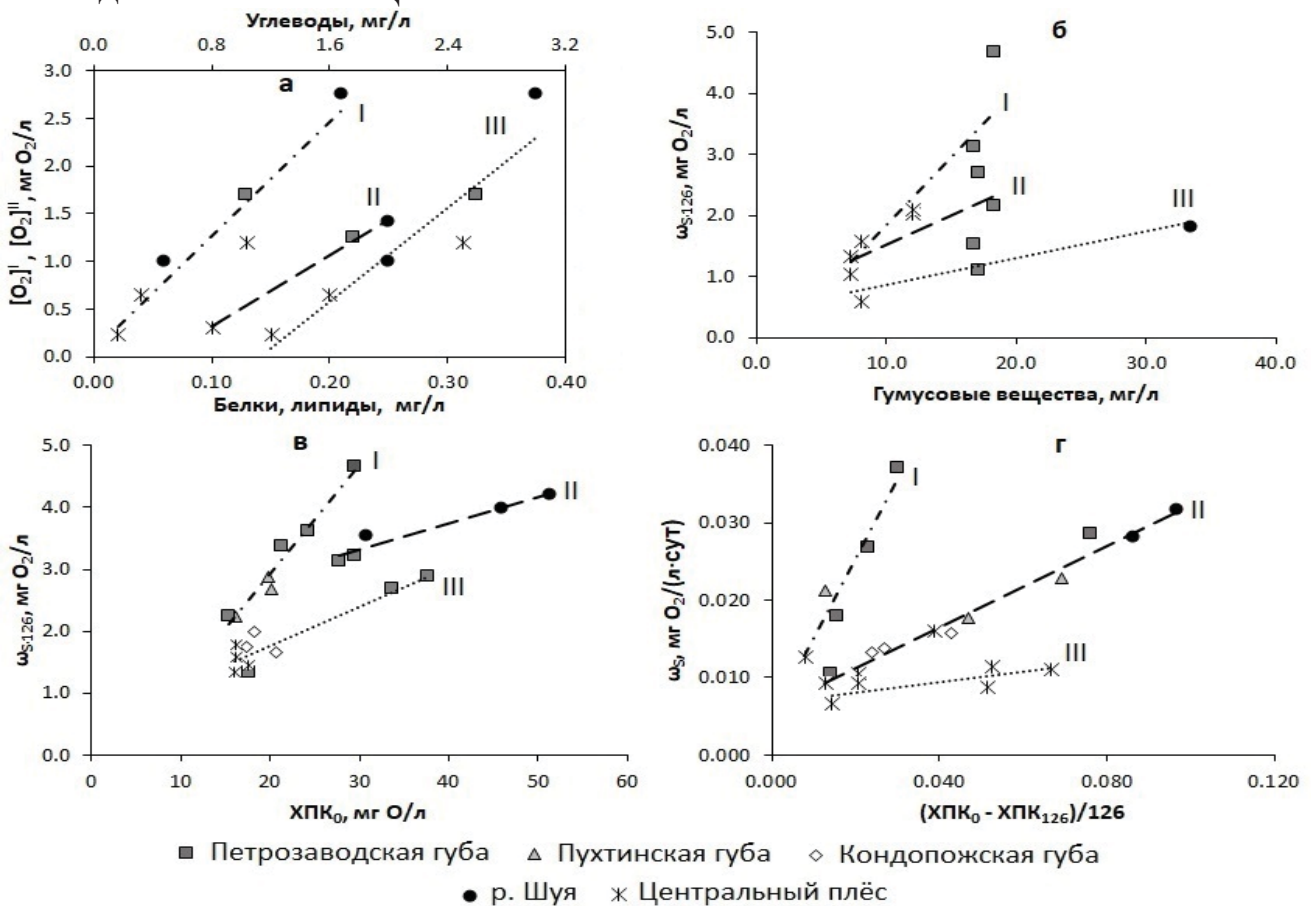 Углеводы, мг/л
0.0 0.8 1.6 2.4 3.2
а
[O₂]ᴵ, [O₂]ᴵᴵ, мг O₂/л
3.0
2.5
2.0
1.5
1.0
0.5
0.0
I
II
III
0.00 0.10 0.20 0.30 0.40
Белки, липиды, мг/л
б
ωS·126, мг O₂/л
5.0
4.0
3.0
2.0
1.0
0.0
I
II
III
0.0 10.0 20.0 30.0 40.0
Гумусовые вещества, мг/л
в
ωS·126, мг O₂/л
5.0
4.0
3.0
2.0
1.0
0.0
I
II
III
0 10 20 30 40 50 60
ХПК₀, мг О/л
г
ωS, мг O₂/(л·сут)
0.040
0.030
0.020
0.010
0.000
I
II
III
0.000 0.040 0.080 0.120
(ХПК₀ - ХПК₁₂₆)/126
Петрозаводская губа Пухтинская губа Кондопожская губа
р. Шуя Центральный плёс